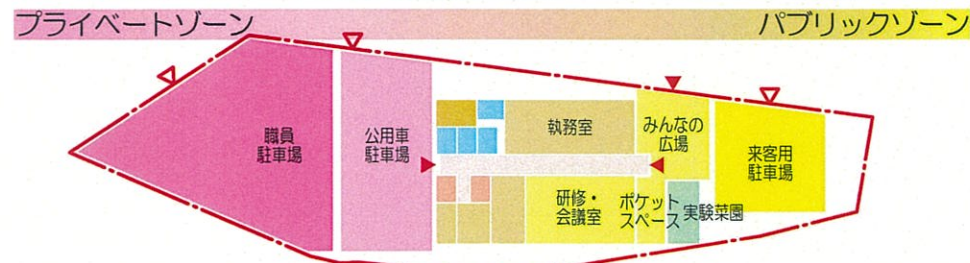 プライベートゾーン
パブリックゾーン
職員
駐車場
公用車
駐車場
執務室
みんなの
広場
来客用
駐車場
研修・
会議室
ポケット
スペース
実験菜園